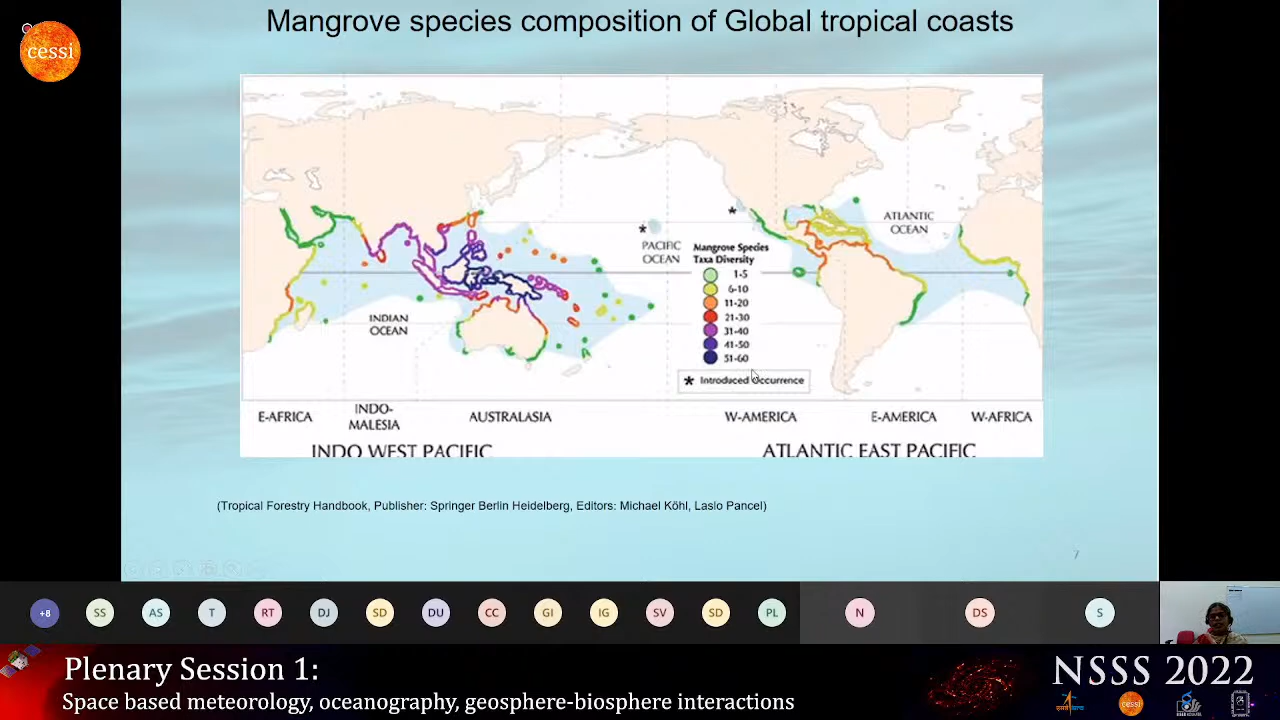 Mangrove species composition of Global tropical coasts
cessi
ATLANTIC
OCEAN
PACIFIC
OCEAN
Mangrove Species
Taxa Diversity
1-5
6-10
11-20
21-30
31-40
41-50
51-60
* Introduced Occurrence
INDIAN
OCEAN
E-AFRICA
INDO-
MALESIA
AUSTRALASIA
W-AMERICA
E-AMERICA
W-AFRICA
INDO WEST PACIFIC
ATLANTIC EAST PACIFIC
(Tropical Forestry Handbook, Publisher: Springer Berlin Heidelberg, Editors: Michael Köhl, Laslo Pancel)
7
+8 SS AS T RT DJ SD DU CC GI IG SV SD PL N DS S
Plenary Session 1:
Space based meteorology, oceanography, geosphere-biosphere interactions
NSSS 2022
cessi